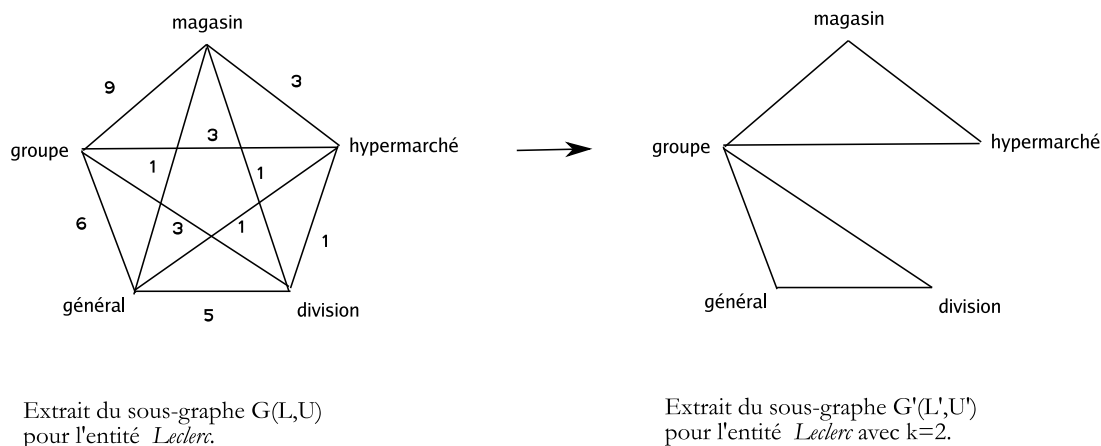 magasin
9
3
groupe
3
hypermarché
1
1
6
3
1
1
général
division
5
magasin
groupe
hypermarché
général
division
Extrait du sous-graphe G(L,U)
pour l'entité Leclerc.
Extrait du sous-graphe G'(L',U')
pour l'entité Leclerc avec k=2.